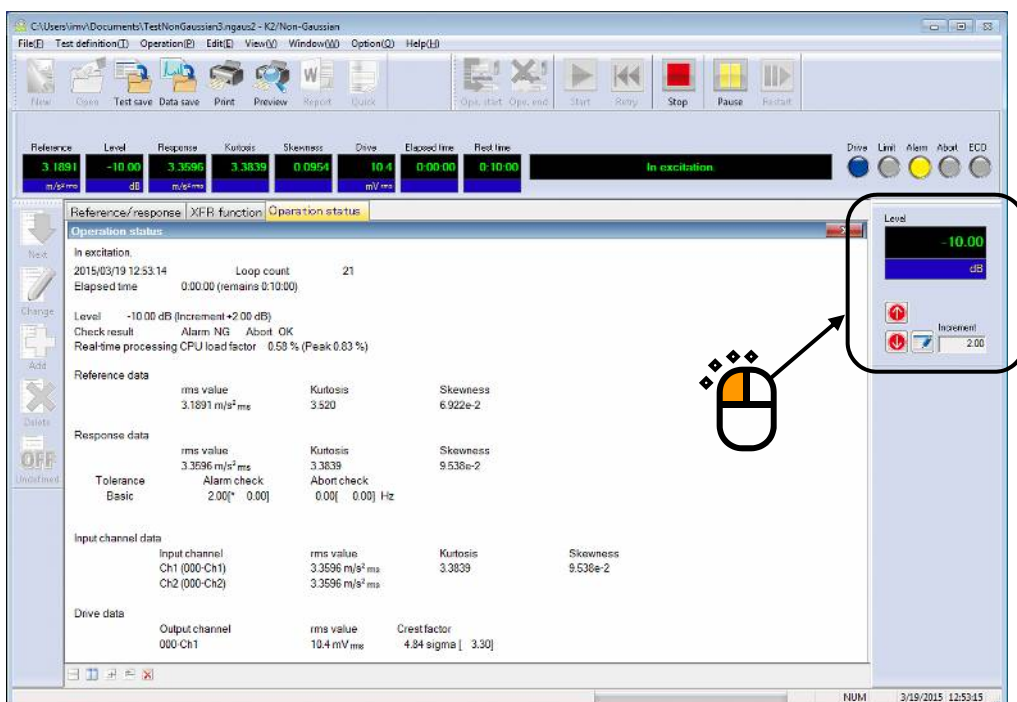 C:\Users\imv\Documents\TestNonGaussian3.ngaus2 - K2/Non-Gaussian
File(F) Test definition(T) Operation(P) Edit(E) View(V) Window(W) Option(O) Help(H)
New Open Test save Data save Print Preview Report Quick Ope. start Ope. end Start Retry Stop Pause Restart
Reference Level Response Kurtosis Skewness Drive Elapsed time Rest time Drive Limit Alarm Abort ECO
3.1891 -10.00 3.3596 3.3839 0.0954 10.4 0:00:00 0:10:00 In excitation.
m/s² rms dB m/s² rms mV rms
Reference/response XFR function Operation status
Operation status
Level
-10.00
dB
Increment
2.00
Next
Change
Add
Delete
OFF
Undefined
In excitation.
2015/03/19 12:53:14 Loop count 21
Elapsed time 0:00:00 (remains 0:10:00)
Level -10.00 dB (Increment +2.00 dB)
Check result Alarm NG Abort OK
Real-time processing CPU load factor 0.58 % (Peak 0.83 %)
Reference data
rms value Kurtosis Skewness
3.1891 m/s² rms 3.520 6.922e-2
Response data
rms value Kurtosis Skewness
3.3596 m/s² rms 3.3839 9.538e-2
Tolerance Alarm check Abort check
Basic 2.00[* 0.00] 0.00[ 0.00] Hz
Input channel data
Input channel rms value Kurtosis Skewness
Ch1 (000-Ch1) 3.3596 m/s² rms 3.3839 9.538e-2
Ch2 (000-Ch2) 3.3596 m/s² rms
Drive data
Output channel rms value Crest factor
000-Ch1 10.4 mV rms 4.84 sigma [ 3.30]
NUM 3/19/2015 12:53:15